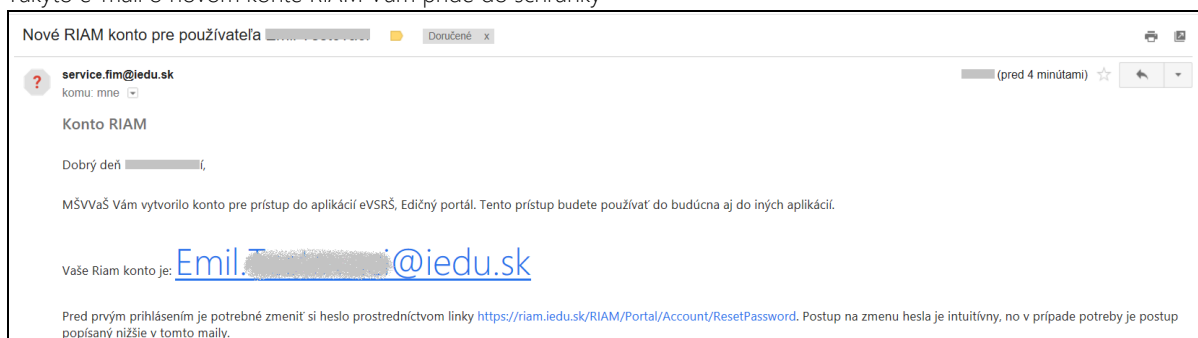 Takýto e-mail o novom konte RIAM Vám príde do schránky
Nové RIAM konto pre používateľa
Doručené x
service.fim@iedu.sk
(pred 4 minútami)
komu: mne
Konto RIAM
Dobrý deň í,
MŠVVaŠ Vám vytvorilo konto pre prístup do aplikácií eVSRŠ, Edičný portál. Tento prístup budete používať do budúcna aj do iných aplikácií.
Vaše Riam konto je: Emil. i@iedu.sk
Pred prvým prihlásením je potrebné zmeniť si heslo prostredníctvom linky https://riam.iedu.sk/RIAM/Portal/Account/ResetPassword. Postup na zmenu hesla je intuitívny, no v prípade potreby je postup
popísaný nižšie v tomto maily.